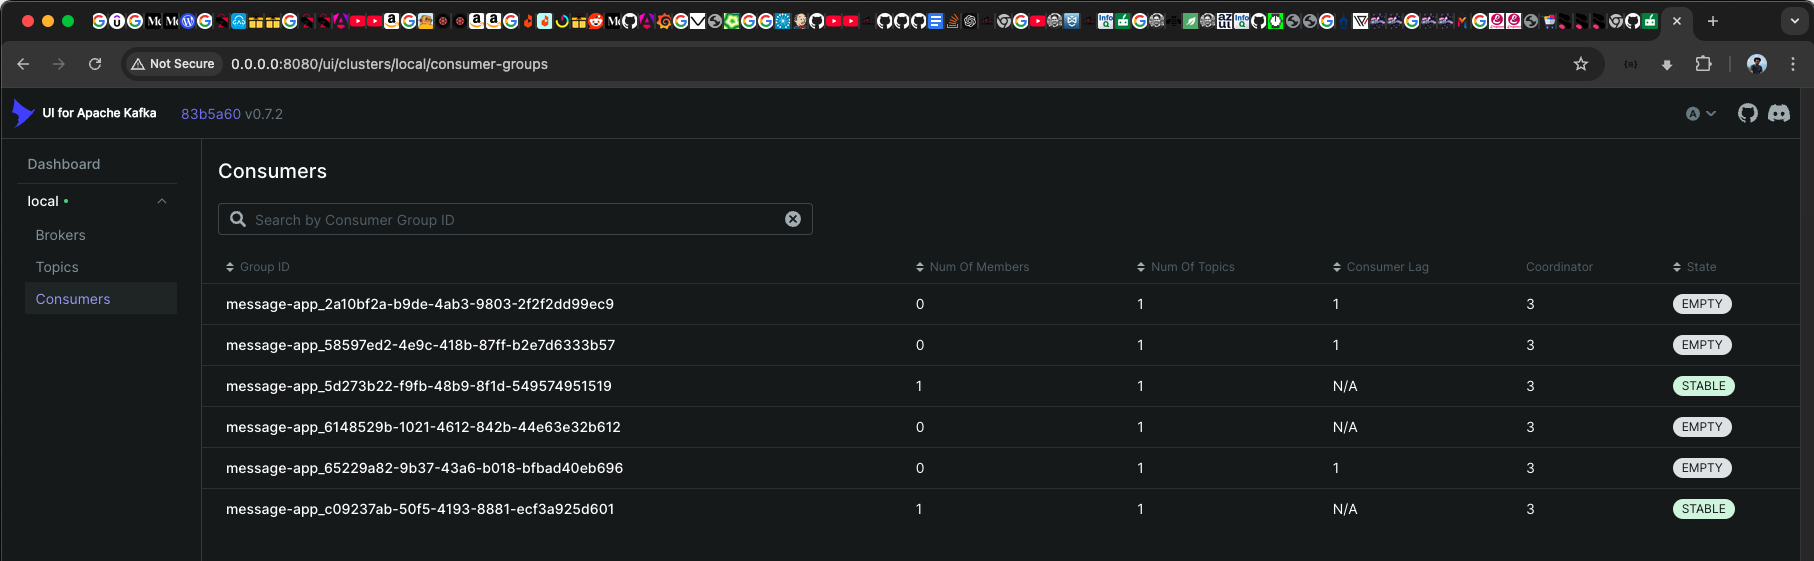 Not Secure 0.0.0.0:8080/ui/clusters/local/consumer-groups
UI for Apache Kafka 83b5a60 v0.7.2
A
Dashboard
local
Brokers
Topics
Consumers
Consumers
Search by Consumer Group ID
Group ID Num Of Members Num Of Topics Consumer Lag Coordinator State
message-app_2a10bf2a-b9de-4ab3-9803-2f2f2dd99ec9 0 1 1 3 EMPTY
message-app_58597ed2-4e9c-418b-87ff-b2e7d6333b57 0 1 1 3 EMPTY
message-app_5d273b22-f9fb-48b9-8f1d-549574951519 1 1 N/A 3 STABLE
message-app_6148529b-1021-4612-842b-44e63e32b612 0 1 N/A 3 EMPTY
message-app_65229a82-9b37-43a6-b018-bfbad40eb696 0 1 1 3 EMPTY
message-app_c09237ab-50f5-4193-8881-ecf3a925d601 1 1 N/A 3 STABLE